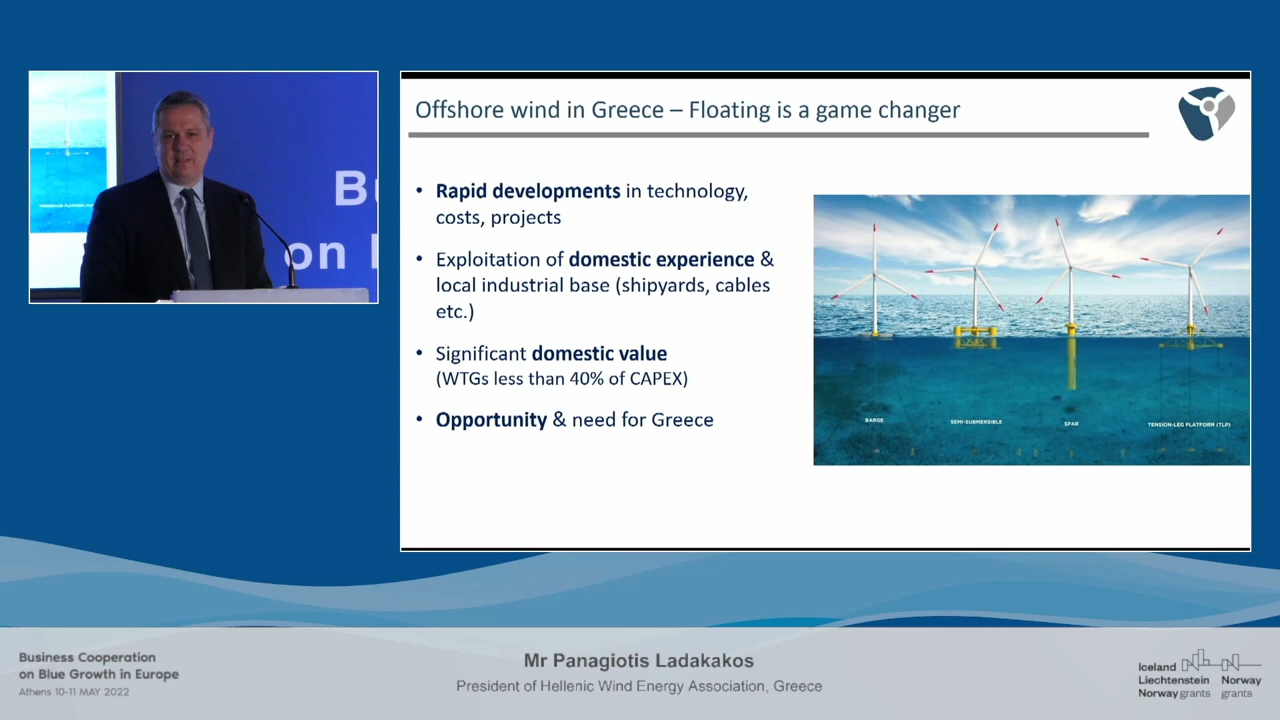 Bu
on
Offshore wind in Greece – Floating is a game changer
• Rapid developments in technology,
costs, projects
• Exploitation of domestic experience &
local industrial base (shipyards, cables
etc.)
• Significant domestic value
(WTGs less than 40% of CAPEX)
• Opportunity & need for Greece
BARGE
SEMI-SUBMERSIBLE
SPAR
TENSION-LEG PLATFORM (TLP)
Business Cooperation
on Blue Growth in Europe
Athens 10-11 MAY 2022
Mr Panagiotis Ladakakos
President of Hellenic Wind Energy Association, Greece
Iceland
Liechtenstein
Norway grants
Norway
grants